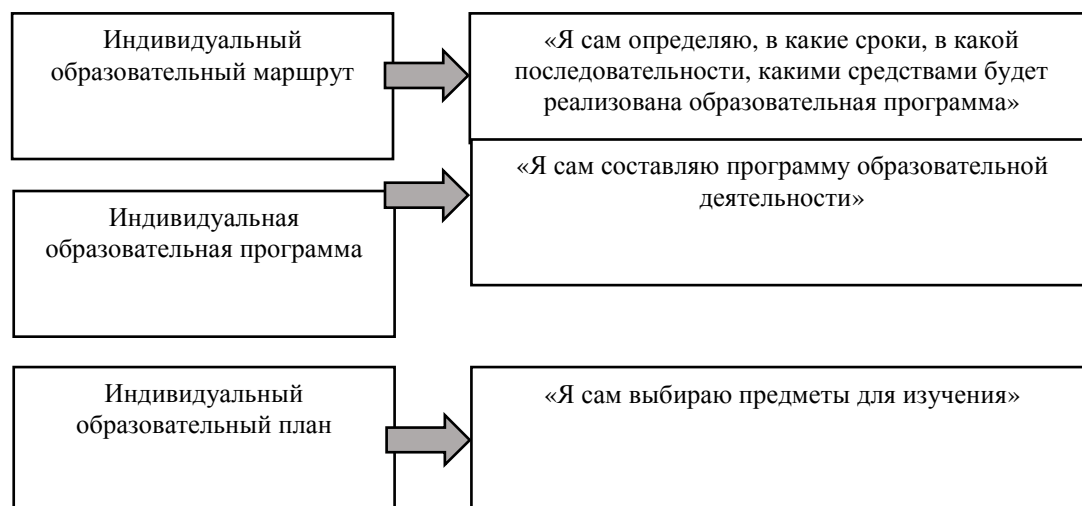 Индивидуальный
образовательный маршрут
«Я сам определяю, в какие сроки, в какой
последовательности, какими средствами будет
реализована образовательная программа»
Индивидуальная
образовательная программа
«Я сам составляю программу образовательной
деятельности»
Индивидуальный
образовательный план
«Я сам выбираю предметы для изучения»